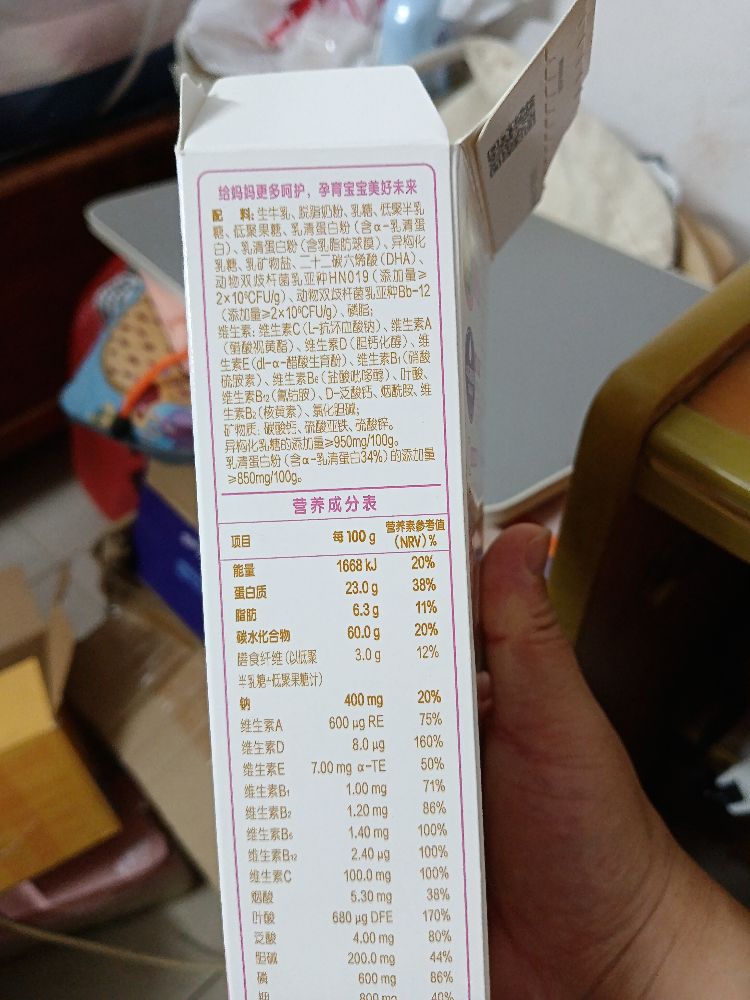 给妈妈更多呵护，孕育宝宝美好未来
配 料: 生牛乳、脱脂奶粉、乳糖、低聚半乳
糖、低聚果糖、乳清蛋白粉（含α-乳清蛋
白）、乳清蛋白粉（含乳脂肪球膜）、异构化
乳糖、乳矿物盐、二十二碳六烯酸(DHA)、
动物双歧杆菌乳亚种HN019（添加量≥
CFU/g）、动物双歧杆菌乳亚种Bb-12
（添加量≥ CFU/g）、磷脂;
维生素: 维生素C（L-抗坏血酸钠）、维生素A
（醋酸视黄酯）、维生素D（胆钙化醇）、维
生素E（dl-α-醋酸生育酚）、维生素B₁（硝酸
硫胺素）、维生素B₆（盐酸吡哆醇）、叶酸、
维生素B₁₂（氰钴胺）、D-泛酸钙、烟酰胺、维
生素B₂（核黄素）、氯化胆碱;
矿物质: 碳酸钙、硫酸亚铁、硫酸锌。
异构化乳糖的添加量≥950mg/100g。
乳清蛋白粉（含α-乳清蛋白34%）的添加量
≥850mg/100g。
营养成分表
项目 每100g 营养素参考值(NRV)%
能量 1668 kJ 20%
蛋白质 23.0 g 38%
脂肪 6.3 g 11%
碳水化合物 60.0 g 20%
膳食纤维（以低聚 3.0 g 12%
半乳糖+低聚果糖计）
钠 400 mg 20%
维生素A 600 μg RE 75%
维生素D 8.0 μg 160%
维生素E 7.00 mg α-TE 50%
维生素B₁ 1.00 mg 71%
维生素B₂ 1.20 mg 86%
维生素B₆ 1.40 mg 100%
维生素B₁₂ 2.40 μg 100%
维生素C 100.0 mg 100%
烟酸 5.30 mg 38%
叶酸 680 μg DFE 170%
泛酸 4.00 mg 80%
胆碱 200.0 mg 44%
磷 600 mg 86%
800 mg 40%